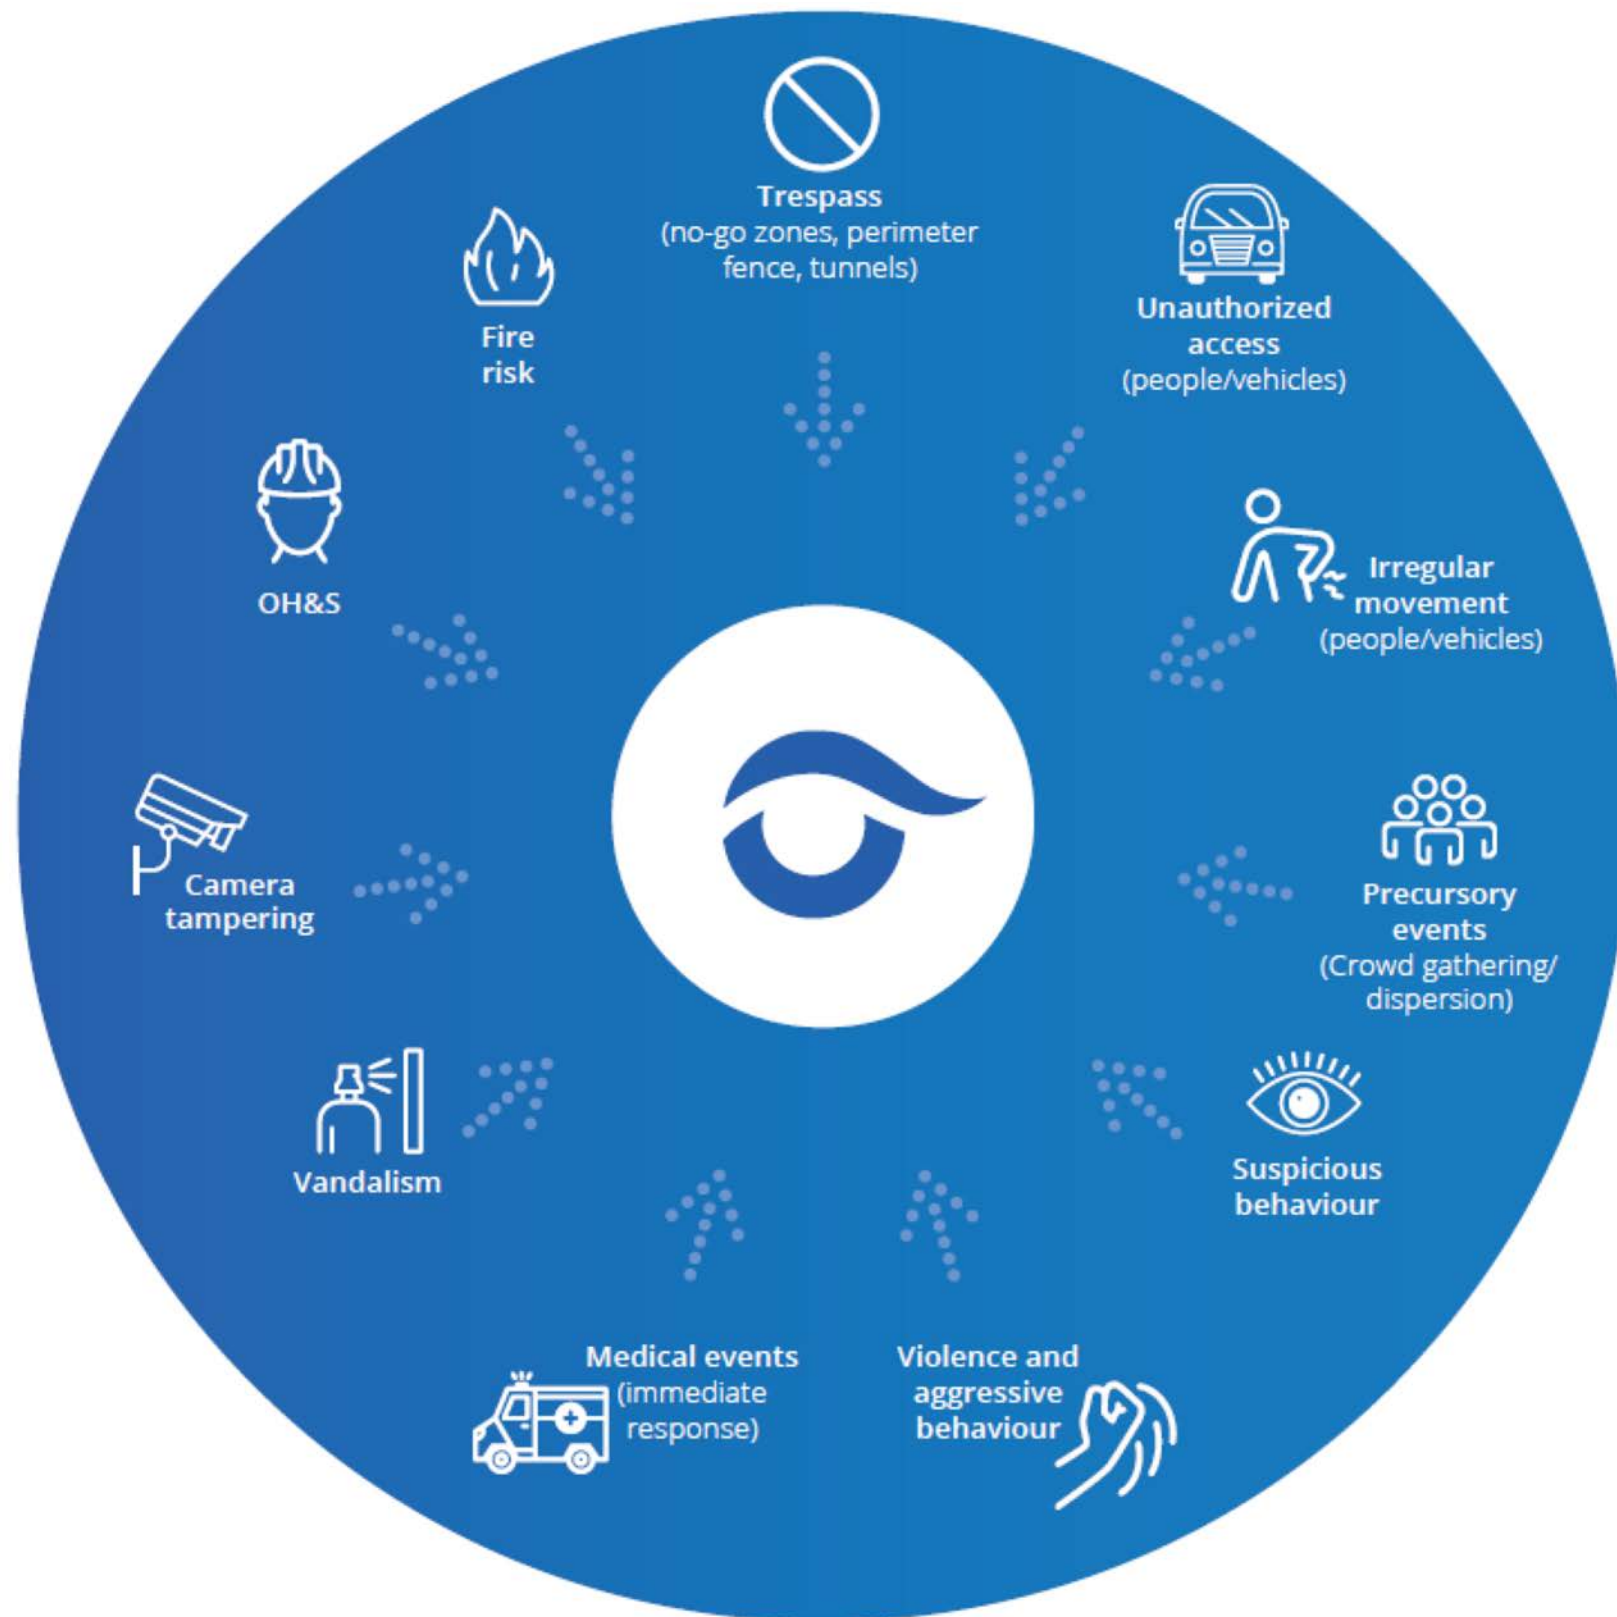 Trespass
(no-go zones, perimeter
fence, tunnels)
Unauthorized
access
(people/vehicles)
Irregular
movement
(people/vehicles)
Precursory
events
(Crowd gathering/
dispersion)
Suspicious
behaviour
Violence and
aggressive
behaviour
Medical events
(immediate
response)
Vandalism
Camera
tampering
OH&S
Fire
risk